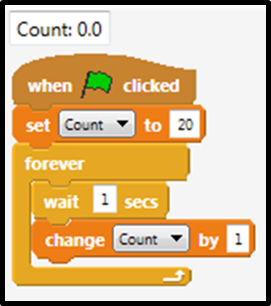 Count: 0.0
when clicked
set Count to 20
forever
wait 1 secs
change Count by 1